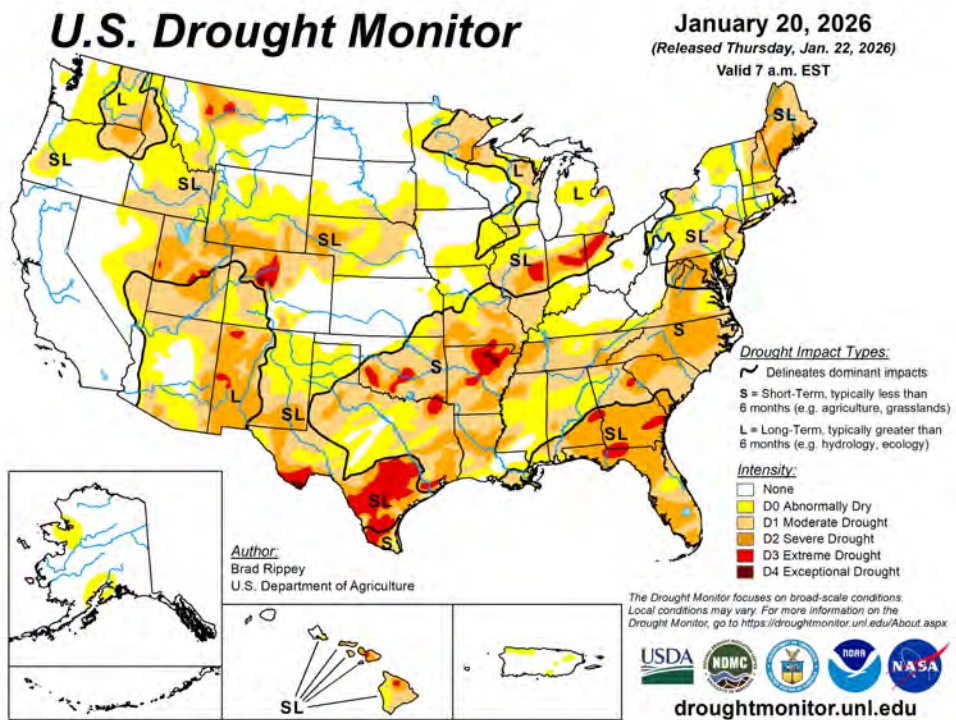 U.S. Drought Monitor
January 20, 2026
(Released Thursday, Jan. 22, 2026)
Valid 7 a.m. EST
L
SL
SL
SL
SL
L
L
SL
SL
SL
S
S
L
SL
SL
SL
S
Drought Impact Types:
Delineates dominant impacts
S = Short-Term, typically less than
6 months (e.g. agriculture, grasslands)
L = Long-Term, typically greater than
6 months (e.g. hydrology, ecology)
Intensity:
None
D0 Abnormally Dry
D1 Moderate Drought
D2 Severe Drought
D3 Extreme Drought
D4 Exceptional Drought
Author:
Brad Rippey
U.S. Department of Agriculture
SL
The Drought Monitor focuses on broad-scale conditions.
Local conditions may vary. For more information on the
Drought Monitor, go to https://droughtmonitor.unl.edu/About.aspx
USDA
NDMC
NOAA
NASA
droughtmonitor.unl.edu